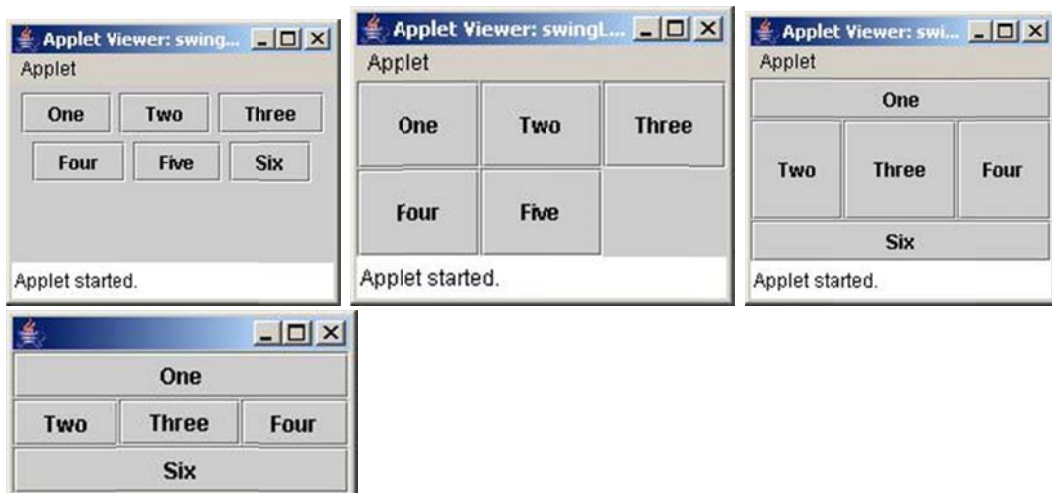 Applet Viewer: swing...
Applet
One Two Three
Four Five Six
Applet started.
Applet Viewer: swingL...
Applet
One Two Three
Four Five
Applet started.
Applet Viewer: swi...
Applet
One
Two Three Four
Six
Applet started.
One
Two Three Four
Six